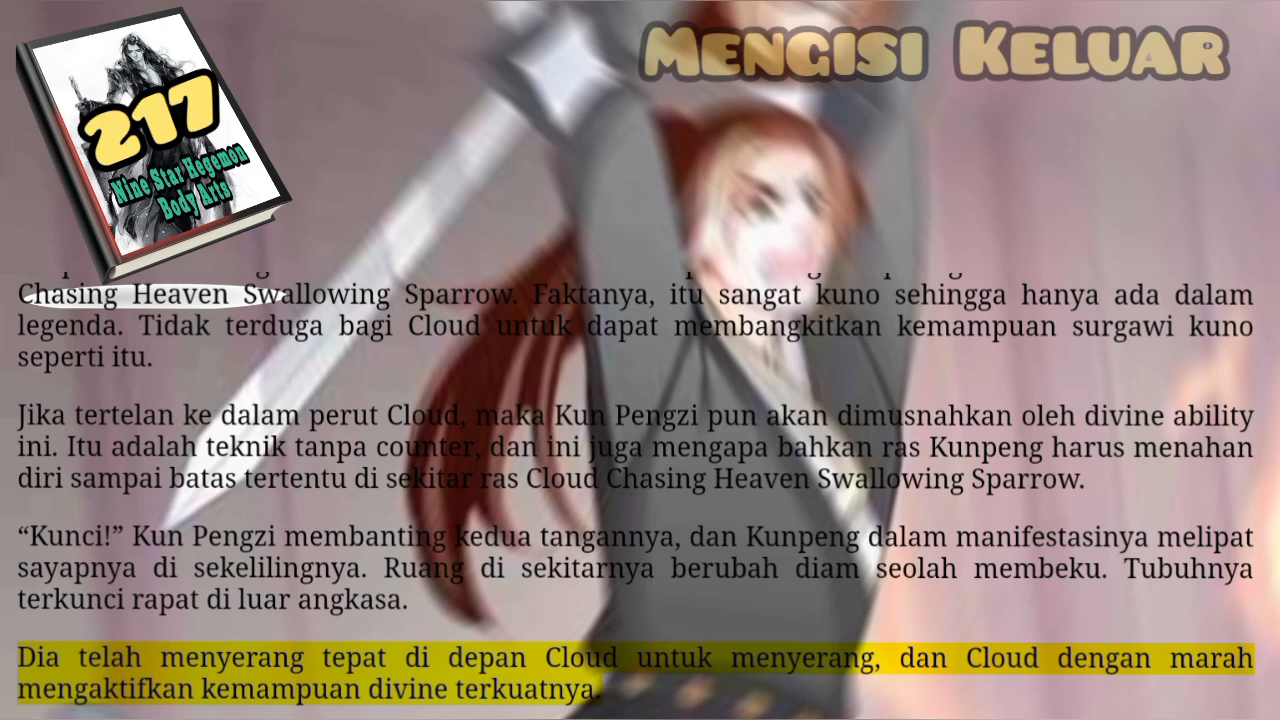 MENGISI KELUAR
217
Nine Star Hegemon
Body Arts
Chasing Heaven Swallowing Sparrow. Faktanya, itu sangat kuno sehingga hanya ada dalam
legenda. Tidak terduga bagi Cloud untuk dapat membangkitkan kemampuan surgawi kuno
seperti itu.
Jika tertelan ke dalam perut Cloud, maka Kun Pengzi pun akan dimusnahkan oleh divine ability
ini. Itu adalah teknik tanpa counter, dan ini juga mengapa bahkan ras Kunpeng harus menahan
diri sampai batas tertentu di sekitar ras Cloud Chasing Heaven Swallowing Sparrow.
“Kunci!” Kun Pengzi membanting kedua tangannya, dan Kunpeng dalam manifestasinya melipat
sayapnya di sekelilingnya. Ruang di sekitarnya berubah diam seolah membeku. Tubuhnya
terkunci rapat di luar angkasa.
Dia telah menyerang tepat di depan Cloud untuk menyerang, dan Cloud dengan marah
mengaktifkan kemampuan divine terkuatnya.